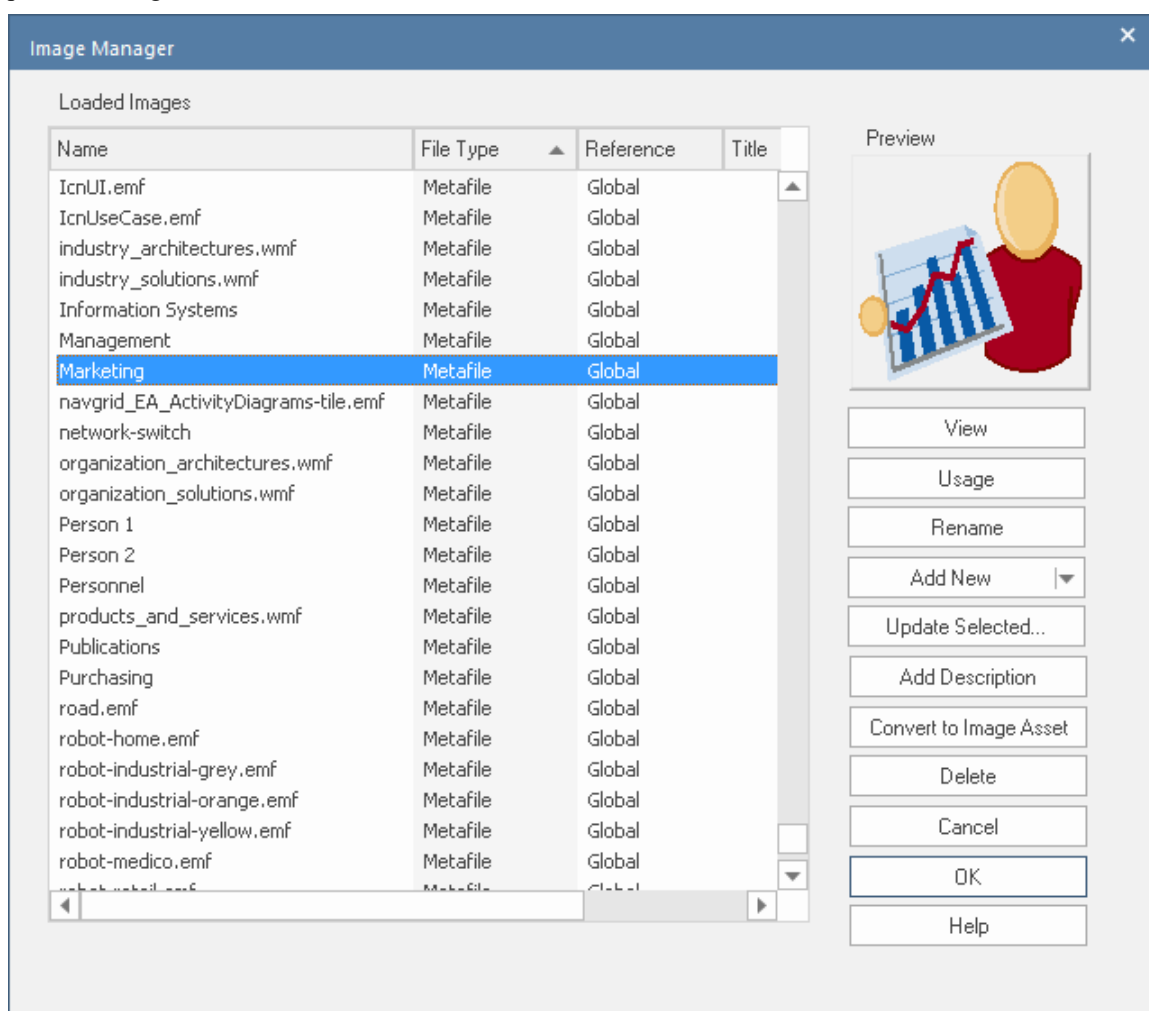 Image Manager
Loaded Images
Name File Type Reference Title
IcnUI.emf Metafile Global
IcnUseCase.emf Metafile Global
industry_architectures.wmf Metafile Global
industry_solutions.wmf Metafile Global
Information Systems Metafile Global
Management Metafile Global
Marketing Metafile Global
navgrid_EA_ActivityDiagrams-tile.emf Metafile Global
network-switch Metafile Global
organization_architectures.wmf Metafile Global
organization_solutions.wmf Metafile Global
Person 1 Metafile Global
Person 2 Metafile Global
Personnel Metafile Global
products_and_services.wmf Metafile Global
Publications Metafile Global
Purchasing Metafile Global
road.emf Metafile Global
robot-home.emf Metafile Global
robot-industrial-grey.emf Metafile Global
robot-industrial-orange.emf Metafile Global
robot-industrial-yellow.emf Metafile Global
robot-medico.emf Metafile Global
Preview
View
Usage
Rename
Add New
Update Selected...
Add Description
Convert to Image Asset
Delete
Cancel
OK
Help